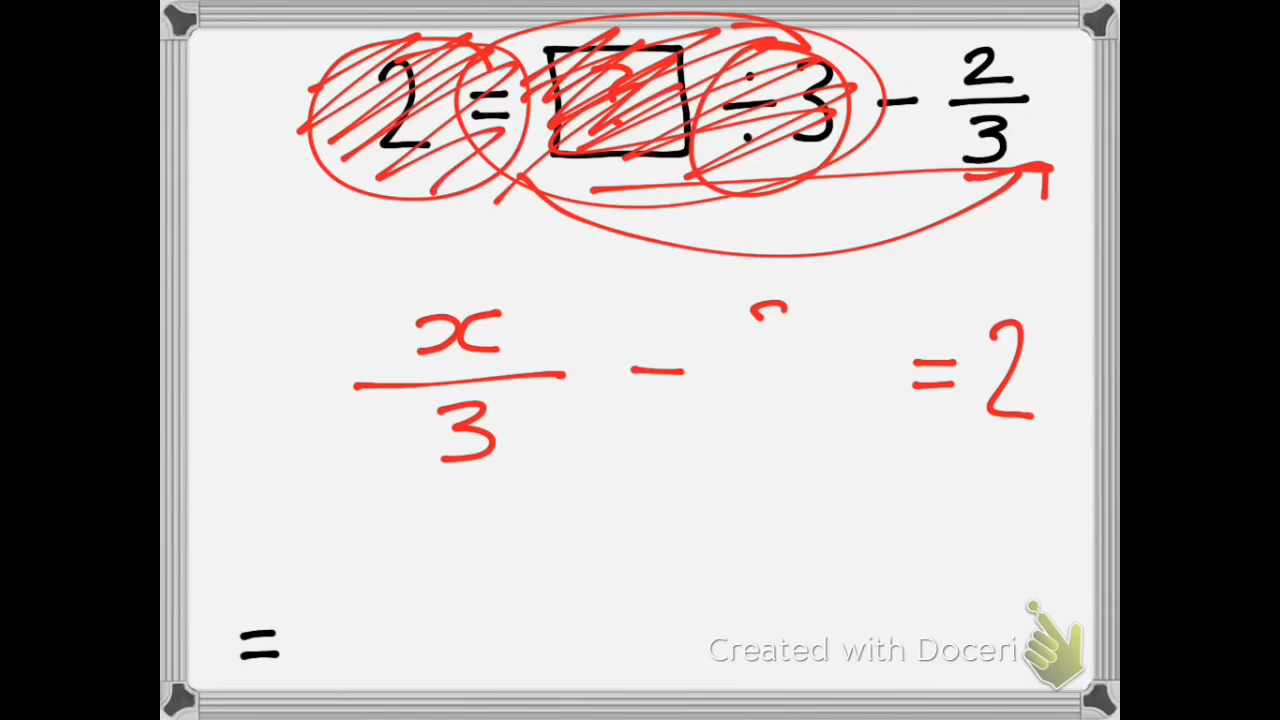 2 = ? ÷ 3 - 2/3
x/3 - = 2
=
Created with Doceri